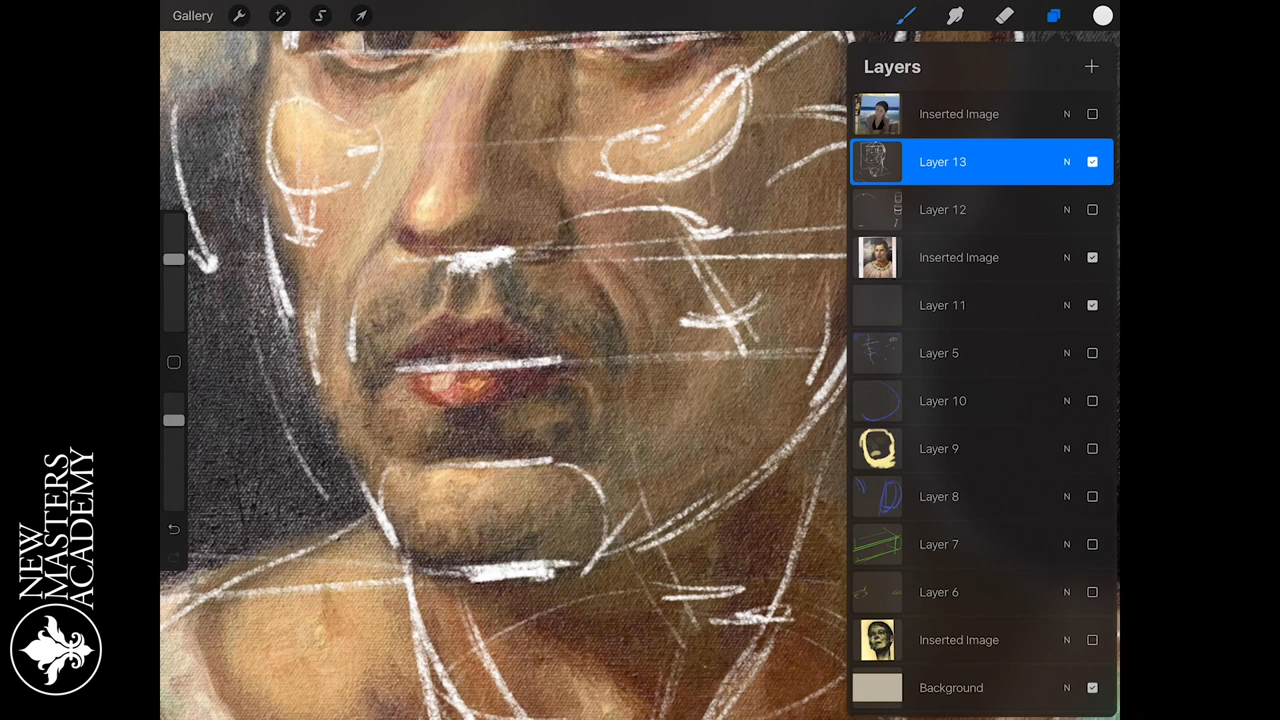 Gallery
Layers
Inserted Image N
Layer 13 N
Layer 12 N
Inserted Image N
Layer 11 N
Layer 5 N
Layer 10 N
Layer 9 N
Layer 8 N
Layer 7 N
Layer 6 N
Inserted Image N
Background N
NEW
MASTERS
ACADEMY